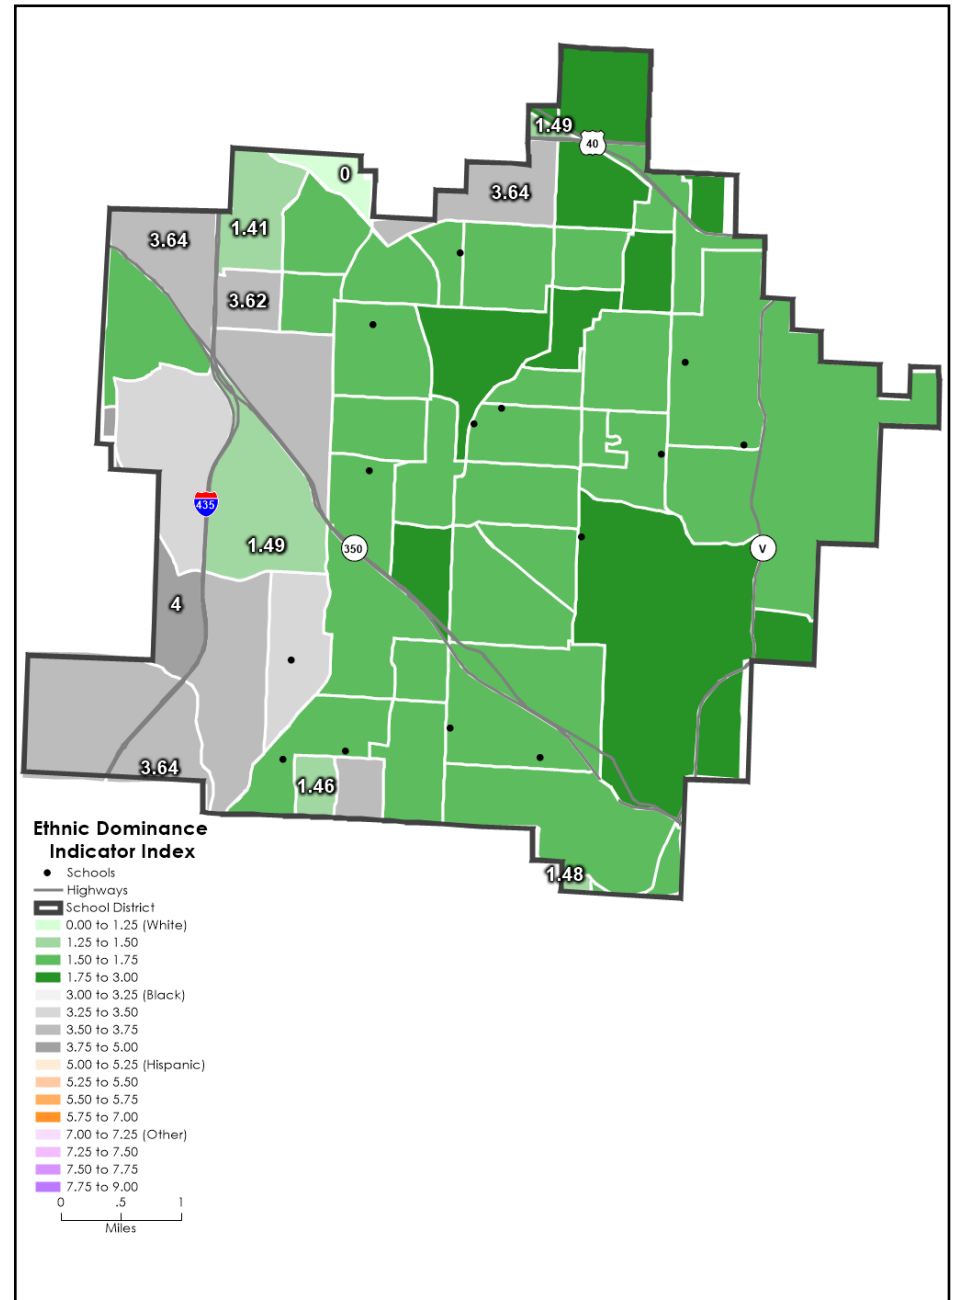 1.49
40
0
3.64
1.41
3.64
3.62
435
1.49
350
V
4
3.64
1.46
1.48
Ethnic Dominance
Indicator Index
Schools
Highways
School District
0.00 to 1.25 (White)
1.25 to 1.50
1.50 to 1.75
1.75 to 3.00
3.00 to 3.25 (Black)
3.25 to 3.50
3.50 to 3.75
3.75 to 5.00
5.00 to 5.25 (Hispanic)
5.25 to 5.50
5.50 to 5.75
5.75 to 7.00
7.00 to 7.25 (Other)
7.25 to 7.50
7.50 to 7.75
7.75 to 9.00
0 .5 1
Miles